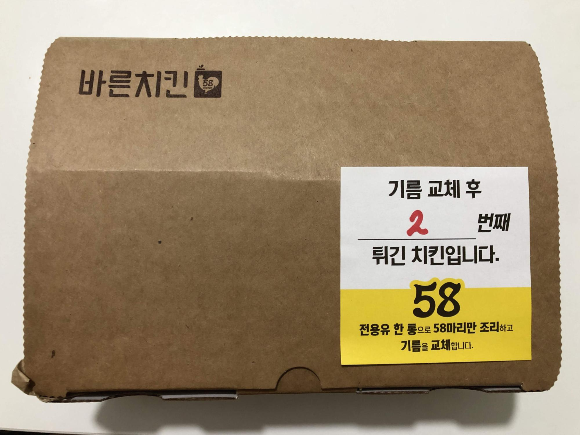 바른치킨 58
기름 교체 후
2 번째
튀긴 치킨입니다.
58
전용유 한 통으로 58마리만 조리하고
기름을 교체합니다.